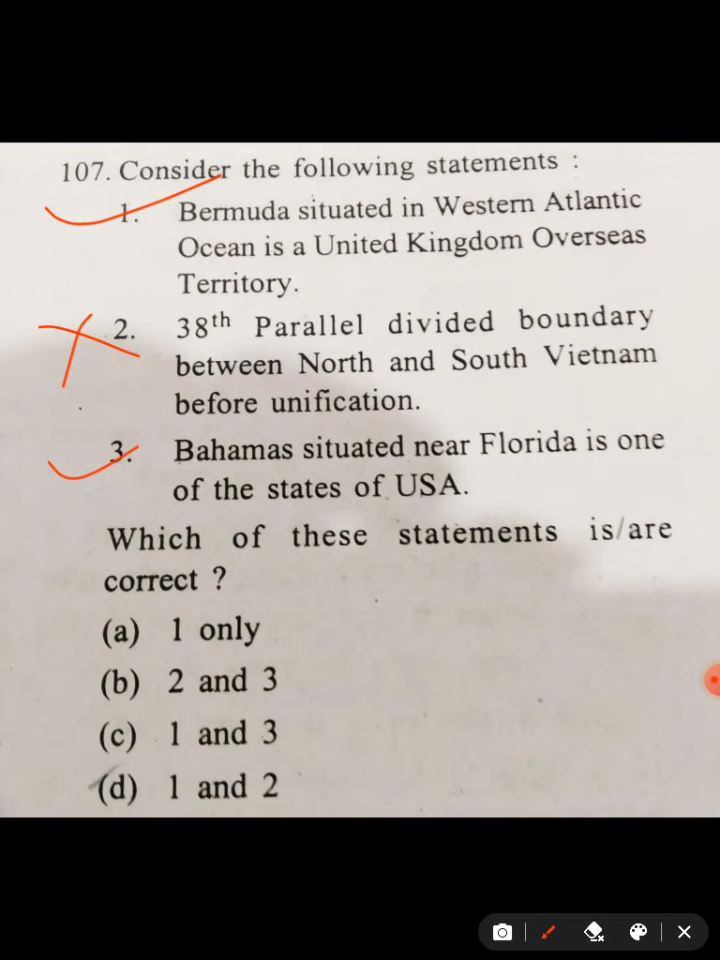 107. Consider the following statements :
1. Bermuda situated in Western Atlantic
Ocean is a United Kingdom Overseas
Territory.
2. 38th Parallel divided boundary
between North and South Vietnam
before unification.
3. Bahamas situated near Florida is one
of the states of USA.
Which of these statements is/are
correct ?
(a) 1 only
(b) 2 and 3
(c) 1 and 3
(d) 1 and 2